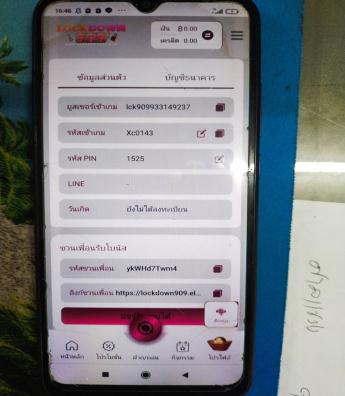 16:46
LOCKDOWN
เงิน ฿0.00
เครดิต 0.00
ข้อมูลส่วนตัว บัญชีธนาคาร
ยูสเซอร์เข้าเกม lck909933149237
รหัสเข้าเกม Xc0143
รหัส PIN 1525
LINE -
วันเกิด ยังไม่ได้ลงทะเบียน
ชวนเพื่อนรับโบนัส
รหัสชวนเพื่อน ykWHd7Twm4
ลิงก์ชวนเพื่อน https://lockdown909.el...
หน้าหลัก โปรโมชั่น ฝาก/ถอน กิจกรรม โปรไฟล์